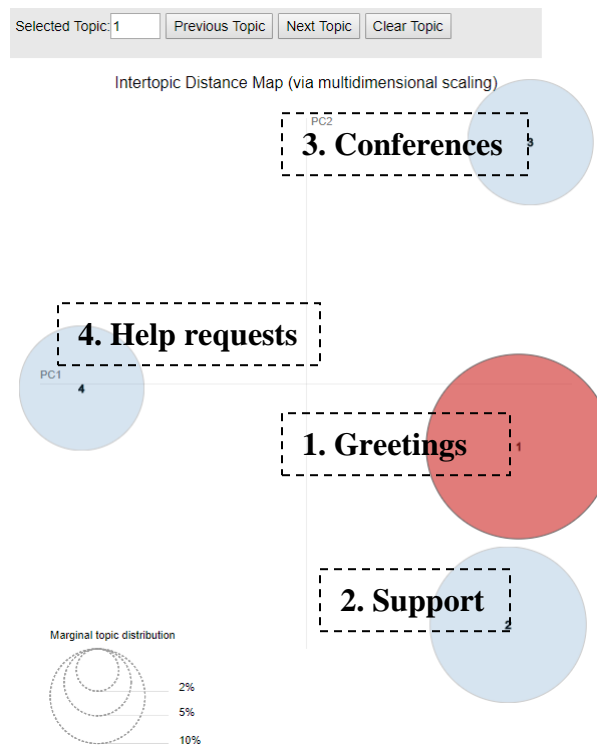 Selected Topic: 1 Previous Topic Next Topic Clear Topic
Intertopic Distance Map (via multidimensional scaling)
PC2
3. Conferences
3
4. Help requests
PC1
4
1. Greetings
1
2. Support
2
Marginal topic distribution
2%
5%
10%